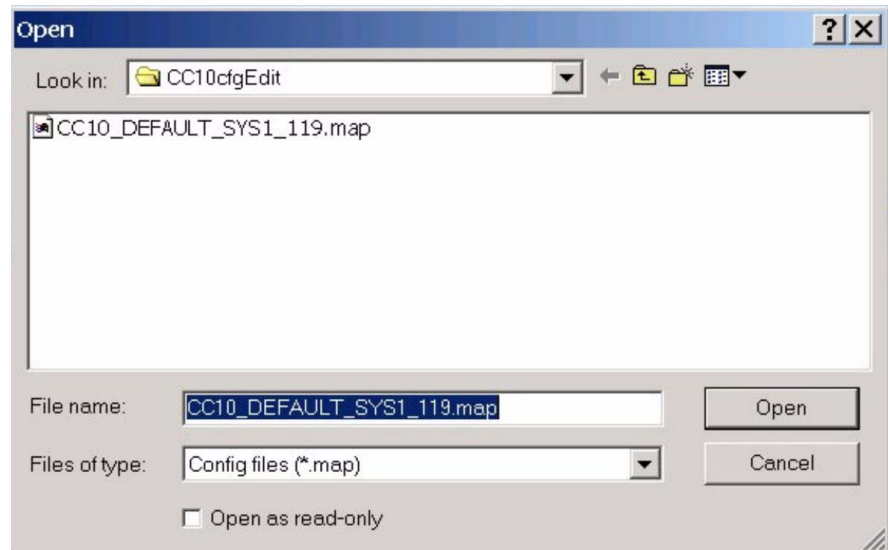 Open
Look in: CC10cfgEdit
CC10_DEFAULT_SYS1_119.map
File name: CC10_DEFAULT_SYS1_119.map Open
Files of type: Config files (*.map) Cancel
Open as read-only